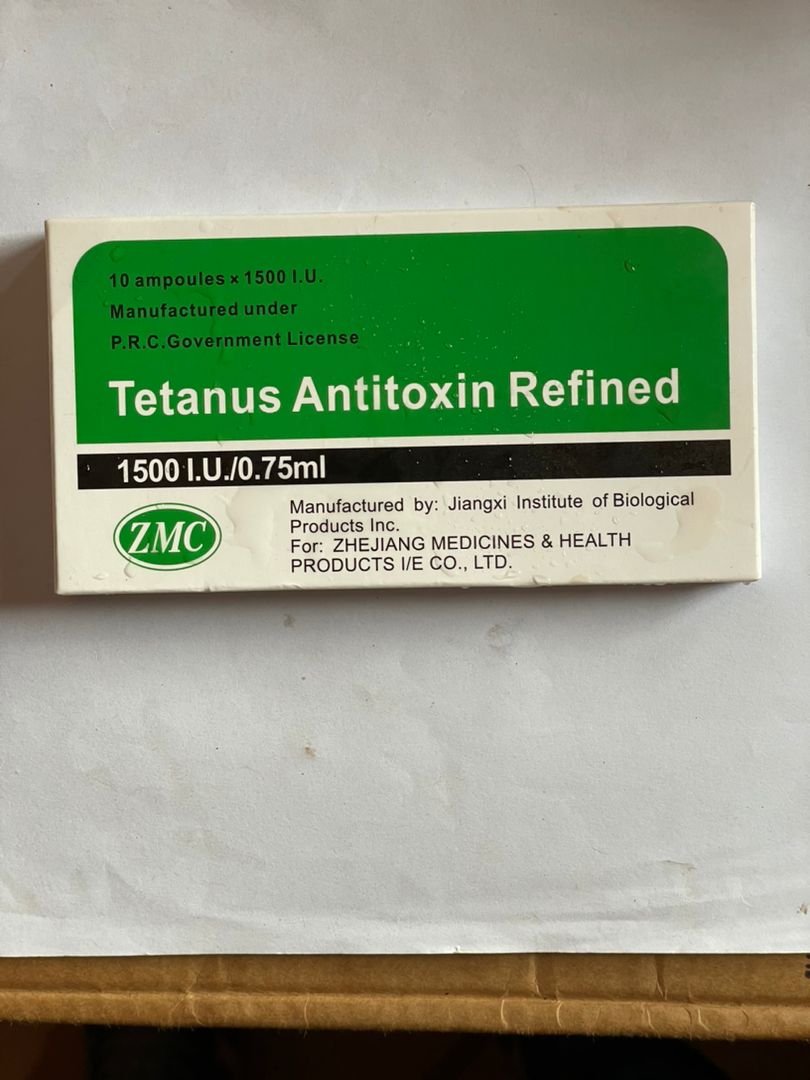 10 ampoules × 1500 I.U.
Manufactured under
P.R.C.Government License
Tetanus Antitoxin Refined
1500 I.U./0.75ml
ZMC
Manufactured by: Jiangxi Institute of Biological
Products Inc.
For: ZHEJIANG MEDICINES & HEALTH
PRODUCTS I/E CO., LTD.